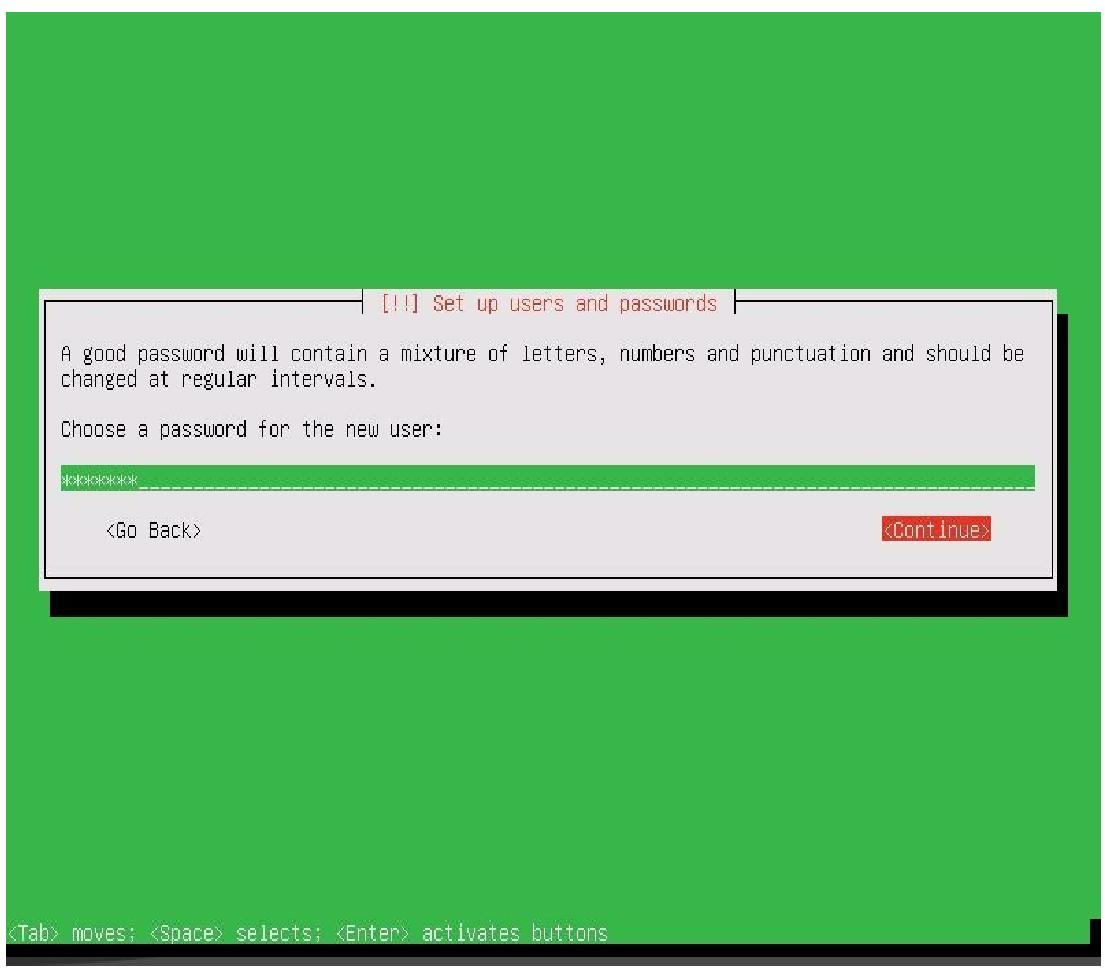 [!!] Set up users and passwords
A good password will contain a mixture of letters, numbers and punctuation and should be
changed at regular intervals.
Choose a password for the new user:
*******
<Go Back> <Continue>
<Tab> moves; <Space> selects; <Enter> activates buttons